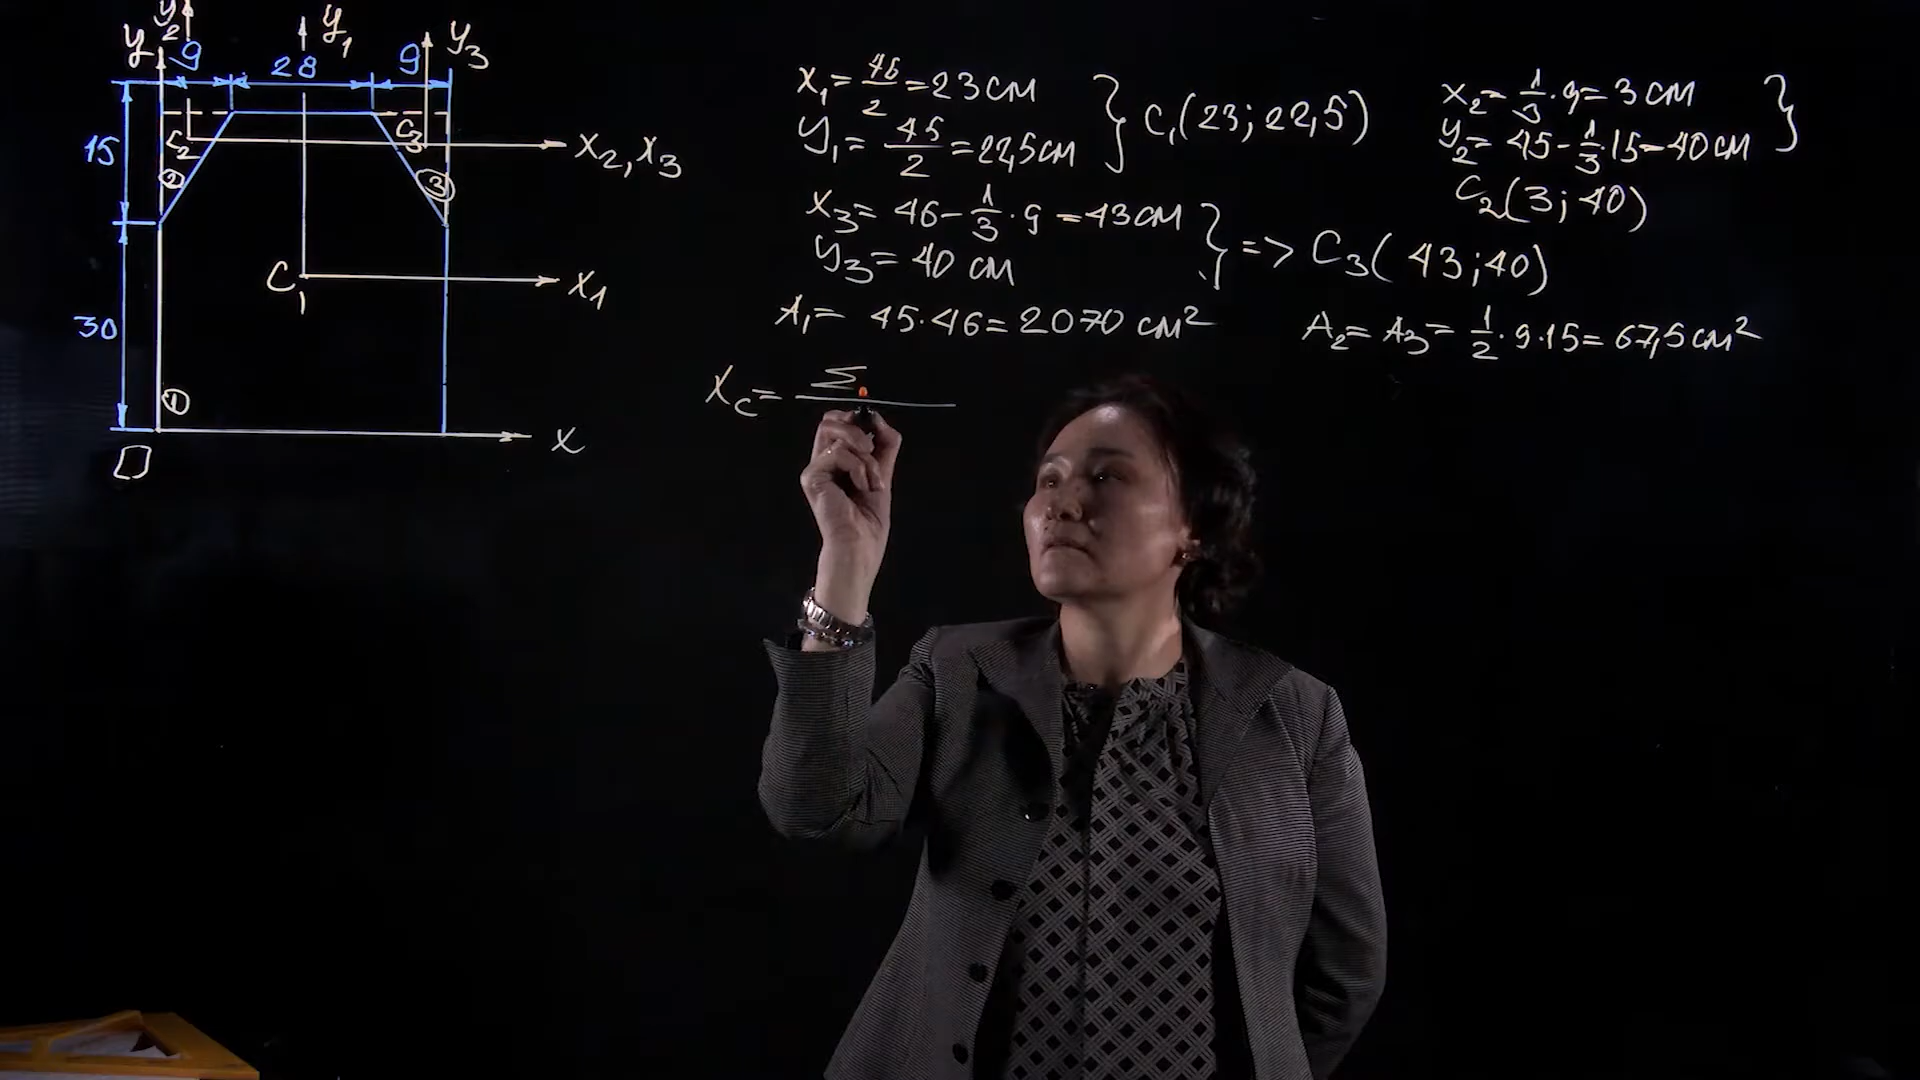 y y2 y1 y3
9 28 9
15
30
C2 C3
② ③
x2, x3
C1
x1
①
0 x
x1 = 46/2 = 23 см
y1 = 45/2 = 22,5 см } C1(23; 22,5)
x2 = 1/3 · 9 = 3 см
y2 = 45 - 1/3 · 15 = 40 см }
C2(3; 40)
x3 = 46 - 1/3 · 9 = 43 см
y3 = 40 см } => C3(43; 40)
A1 = 45 · 46 = 2070 см²
A2 = A3 = 1/2 · 9 · 15 = 67,5 см²
Xc = Σ